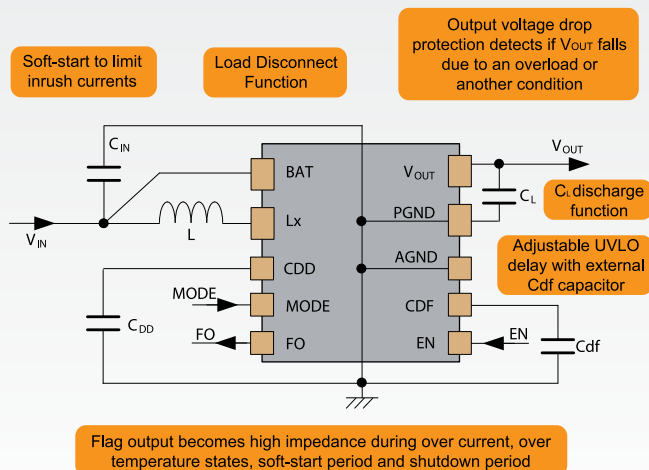 Soft-start to limit
inrush currents
Load Disconnect
Function
Output voltage drop
protection detects if VOUT falls
due to an overload or
another condition
CIN
BAT
VOUT
VOUT
CL
CL discharge
function
VIN
L
Lx
PGND
CDD
AGND
Adjustable UVLO
delay with external
Cdf capacitor
MODE
MODE
CDF
CDD
FO
FO
EN
EN
Cdf
Flag output becomes high impedance during over current, over
temperature states, soft-start period and shutdown period